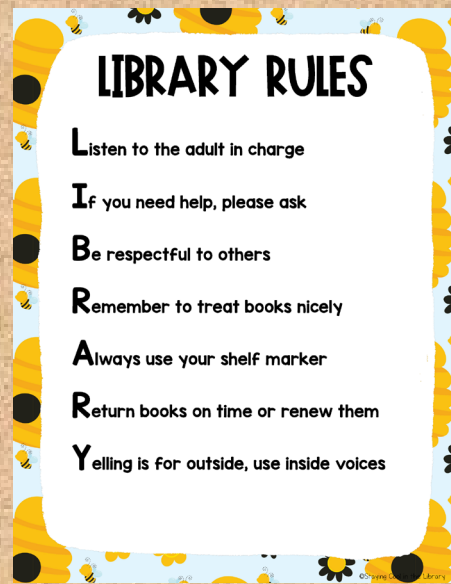 LIBRARY RULES
Listen to the adult in charge
If you need help, please ask
Be respectful to others
Remember to treat books nicely
Always use your shelf marker
Return books on time or renew them
Yelling is for outside, use inside voices
©Staying Library